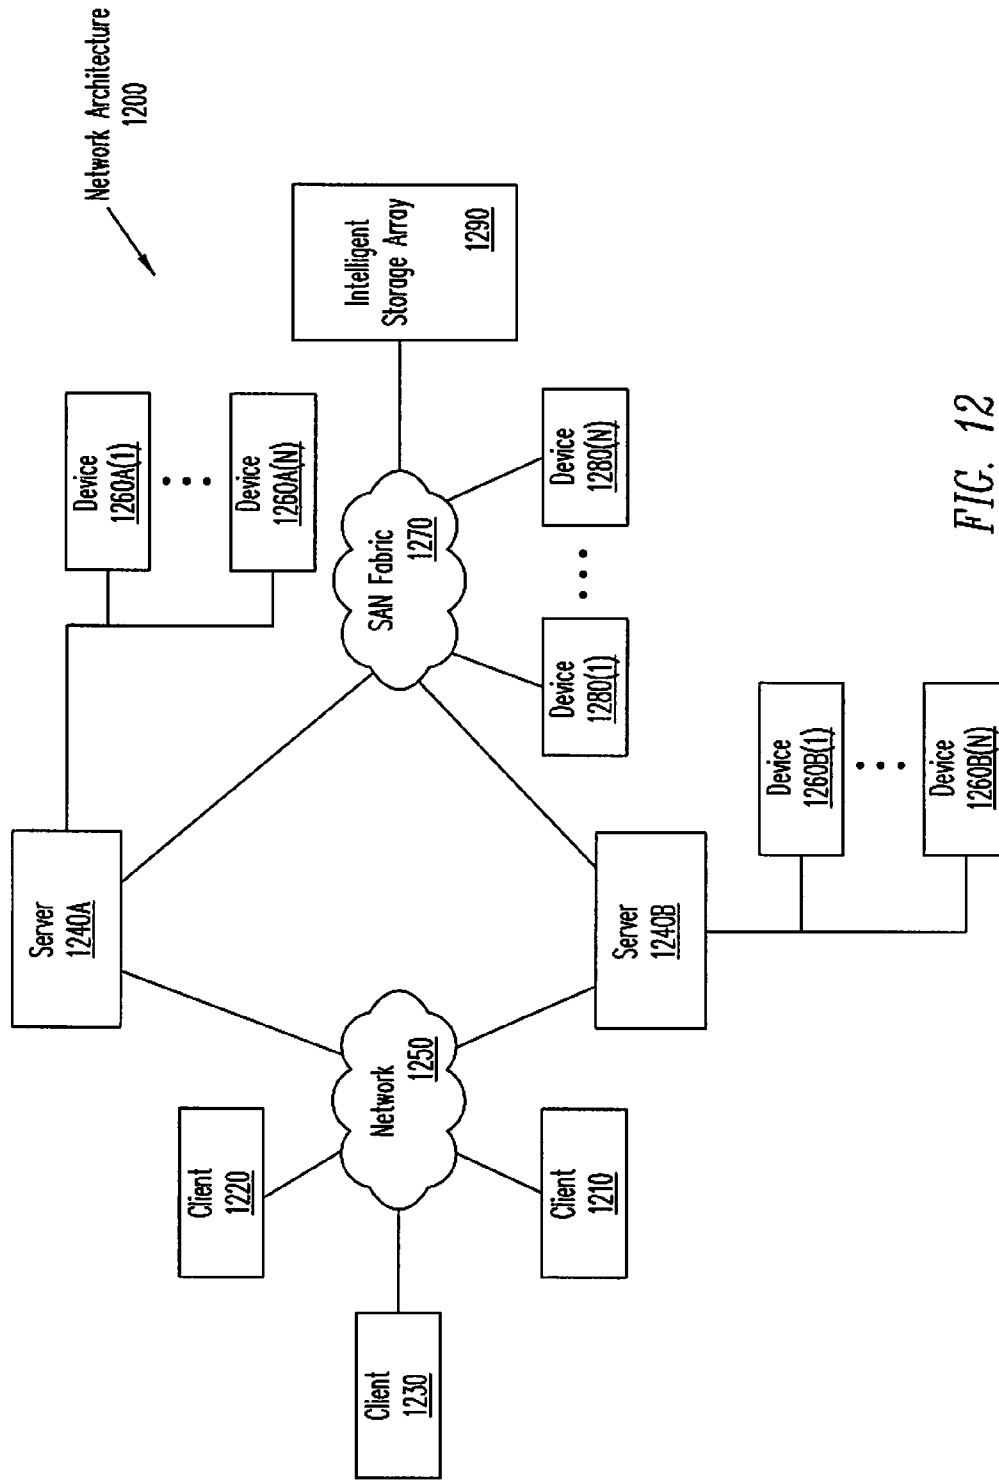 Network Architecture
1200
Device
1260A(1)
Device
1260A(N)
Server
1240A
Intelligent
Storage Array
1290
SAN Fabric
1270
Client
1220
Network
1250
Client
1230
Client
1210
Device
1280(1)
Device
1280(N)
Server
1240B
Device
1260B(1)
Device
1260B(N)
FIG. 12